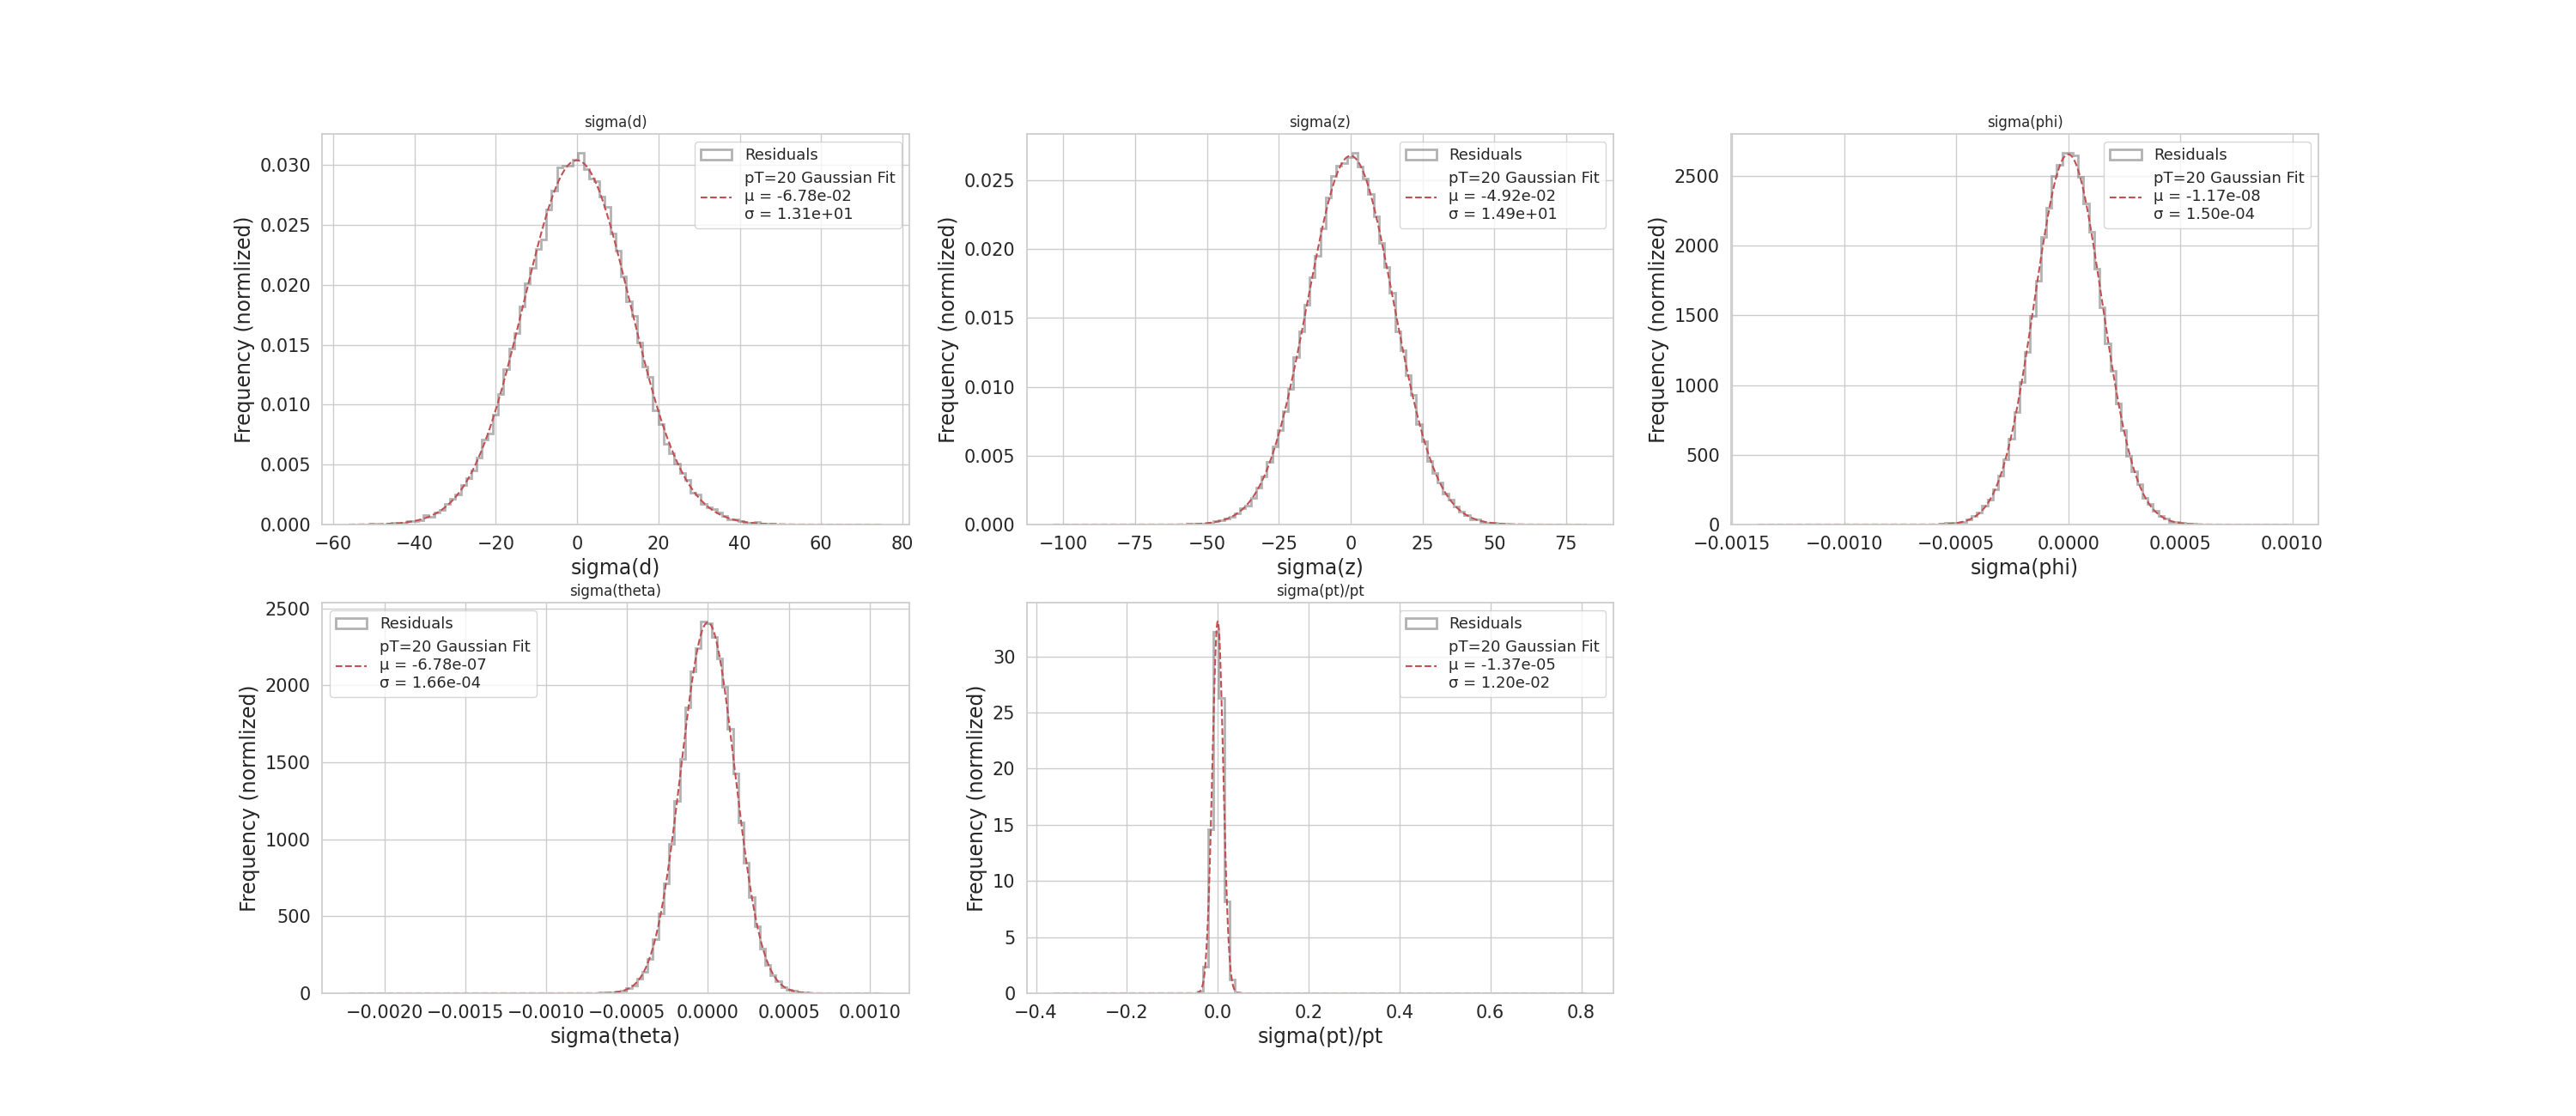 sigma(d)
0.030
0.025
0.020
0.015
0.010
0.005
0.000
Frequency (normlized)
Residuals
pT=20 Gaussian Fit
μ = -6.78e-02
σ = 1.31e+01
−60 −40 −20 0 20 40 60 80
sigma(d)
sigma(z)
0.025
0.020
0.015
0.010
0.005
0.000
Frequency (normlized)
Residuals
pT=20 Gaussian Fit
μ = -4.92e-02
σ = 1.49e+01
−100 −75 −50 −25 0 25 50 75
sigma(z)
sigma(phi)
2500
2000
1500
1000
500
0
Frequency (normlized)
Residuals
pT=20 Gaussian Fit
μ = -1.17e-08
σ = 1.50e-04
−0.0015 −0.0010 −0.0005 0.0000 0.0005 0.0010
sigma(phi)
sigma(theta)
2500
2000
1500
1000
500
0
Frequency (normlized)
Residuals
pT=20 Gaussian Fit
μ = -6.78e-07
σ = 1.66e-04
−0.0020 −0.0015 −0.0010 −0.0005 0.0000 0.0005 0.0010
sigma(theta)
sigma(pt)/pt
30
25
20
15
10
5
0
Frequency (normlized)
Residuals
pT=20 Gaussian Fit
μ = -1.37e-05
σ = 1.20e-02
−0.4 −0.2 0.0 0.2 0.4 0.6 0.8
sigma(pt)/pt